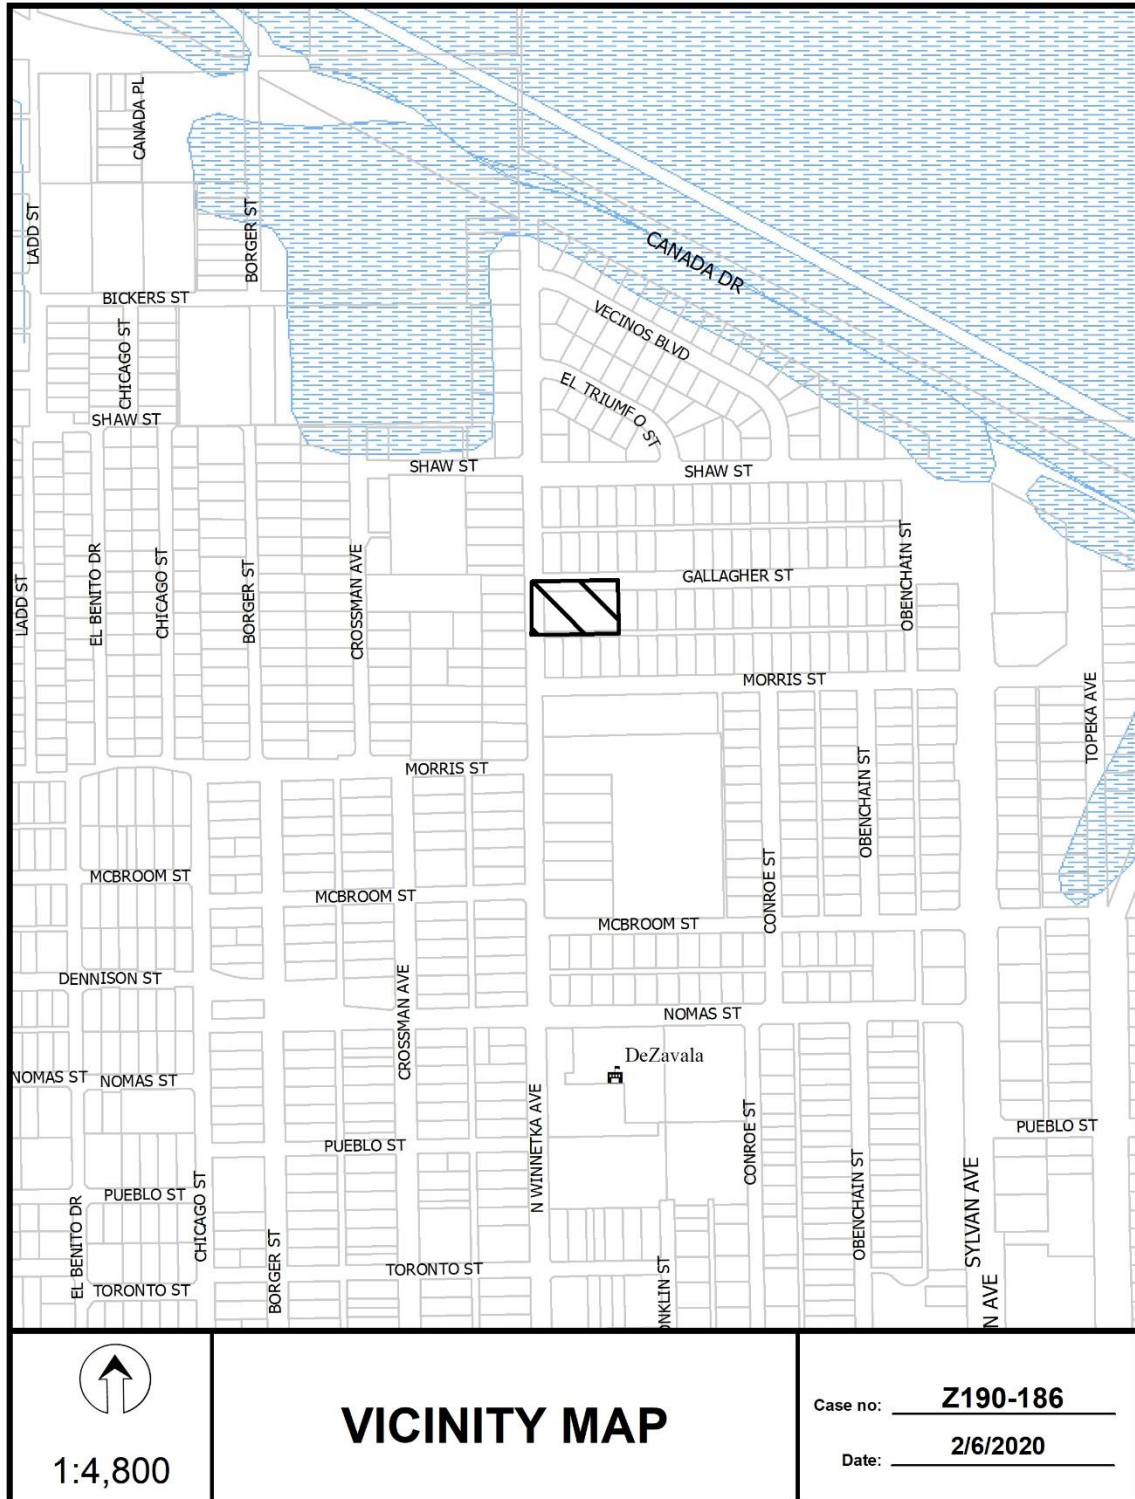 CANADA PL
LADD ST
BORGER ST
CANADA DR
BICKERS ST
VECINOS BLVD
CHICAGO ST
EL TRIUMFO ST
SHAW ST
SHAW ST
SHAW ST
LADD ST
EL BENITO DR
CHICAGO ST
BORGER ST
CROSSMAN AVE
GALLAGHER ST
OBENCHAIN ST
MORRIS ST
TOPEKA AVE
MORRIS ST
OBENCHAIN ST
MCBROOM ST
MCBROOM ST
CONROE ST
MCBROOM ST
DENNISON ST
CROSSMAN AVE
NOMAS ST
DeZavala
NOMAS ST
NOMAS ST
N WINNETKA AVE
CONROE ST
PUEBLO ST
PUEBLO ST
PUEBLO ST
CHICAGO ST
OBENCHAIN ST
SYLVAN AVE
EL BENITO DR
TORONTO ST
TORONTO ST
BORGER ST
ONKLIN ST
N AVE
1:4,800
VICINITY MAP
Case no: Z190-186
Date: 2/6/2020